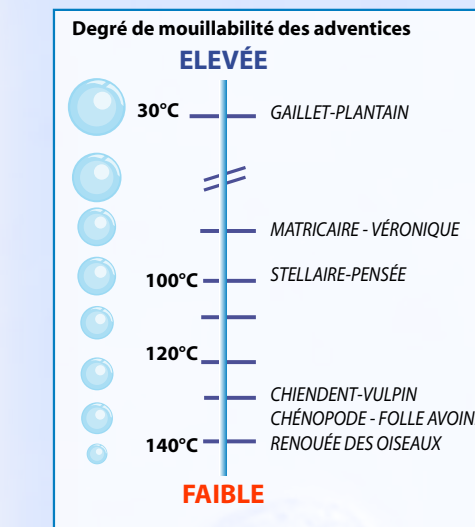 Degré de mouillabilité des adventices
ELEVÉE
30°C GAILLET-PLANTAIN
MATRICAIRE - VÉRONIQUE
100°C STELLAIRE-PENSÉE
120°C
CHIENDENT-VULPIN
CHÉNOPODE - FOLLE AVOIN
140°C RENOUÉE DES OISEAUX
FAIBLE